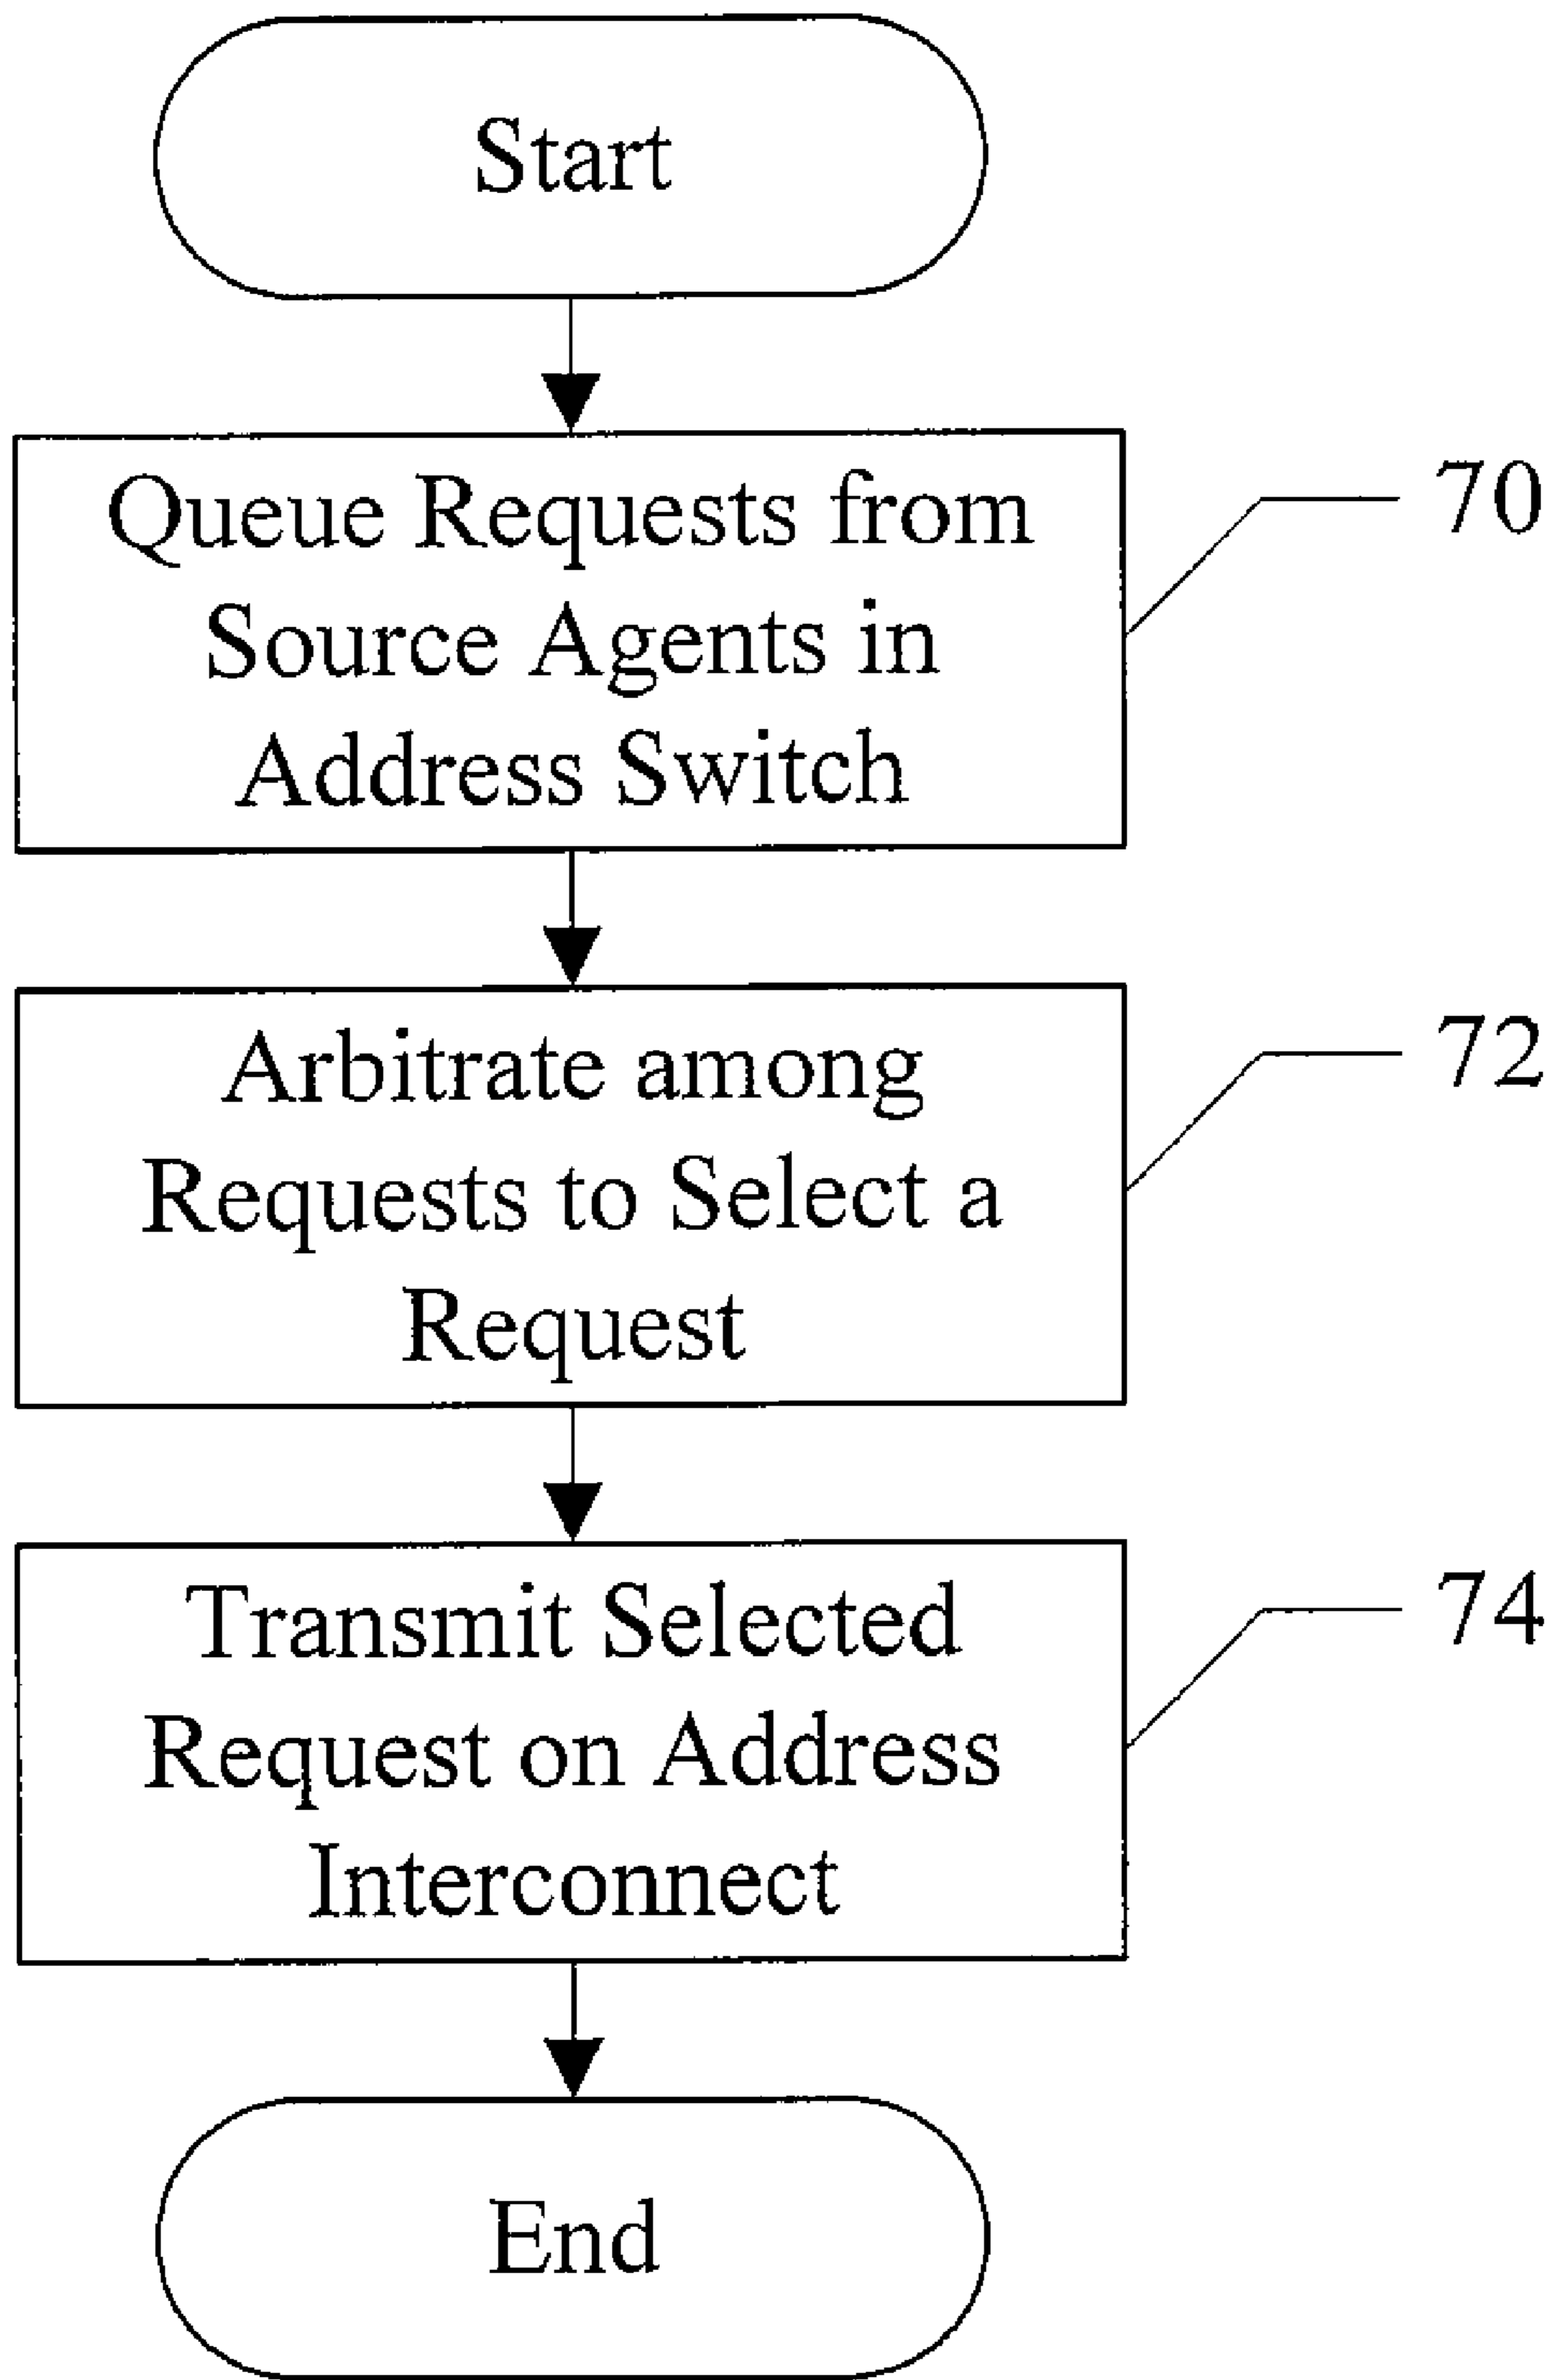 Start
Queue Requests from
Source Agents in
Address Switch
70
Arbitrate among
Requests to Select a
Request
72
Transmit Selected
Request on Address
Interconnect
74
End